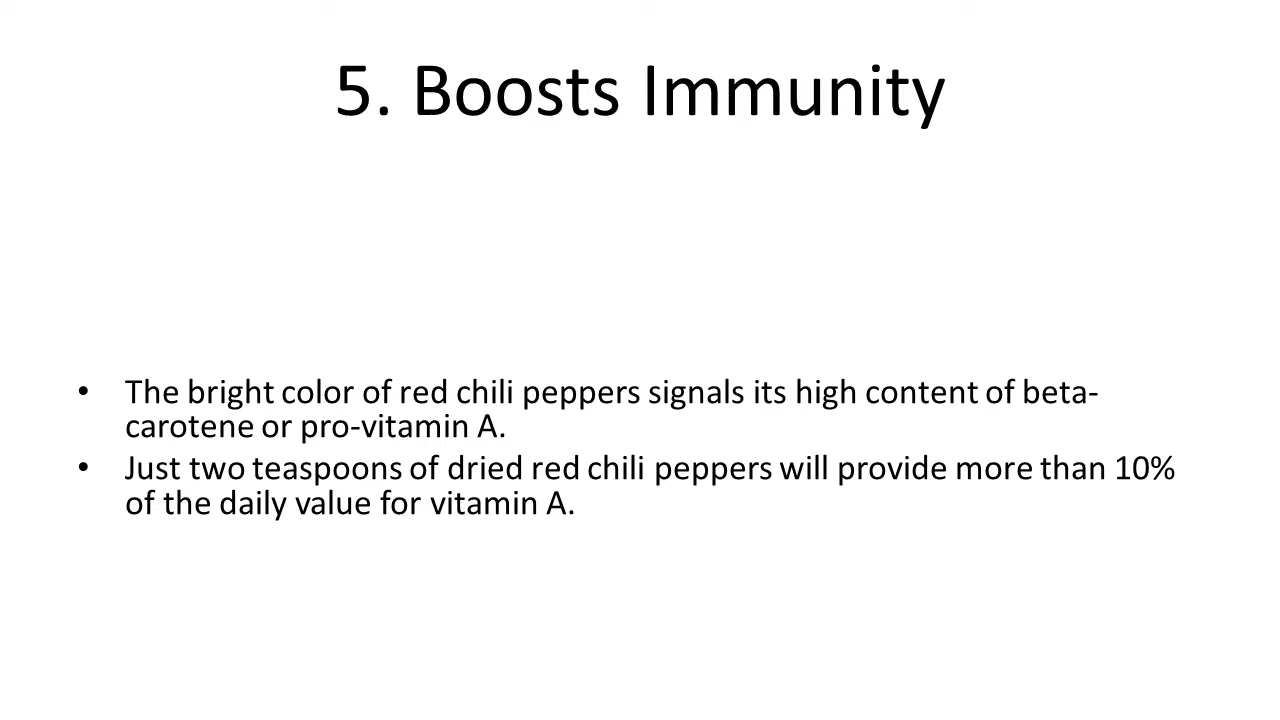 5. Boosts Immunity
• The bright color of red chili peppers signals its high content of beta-
carotene or pro-vitamin A.
• Just two teaspoons of dried red chili peppers will provide more than 10%
of the daily value for vitamin A.